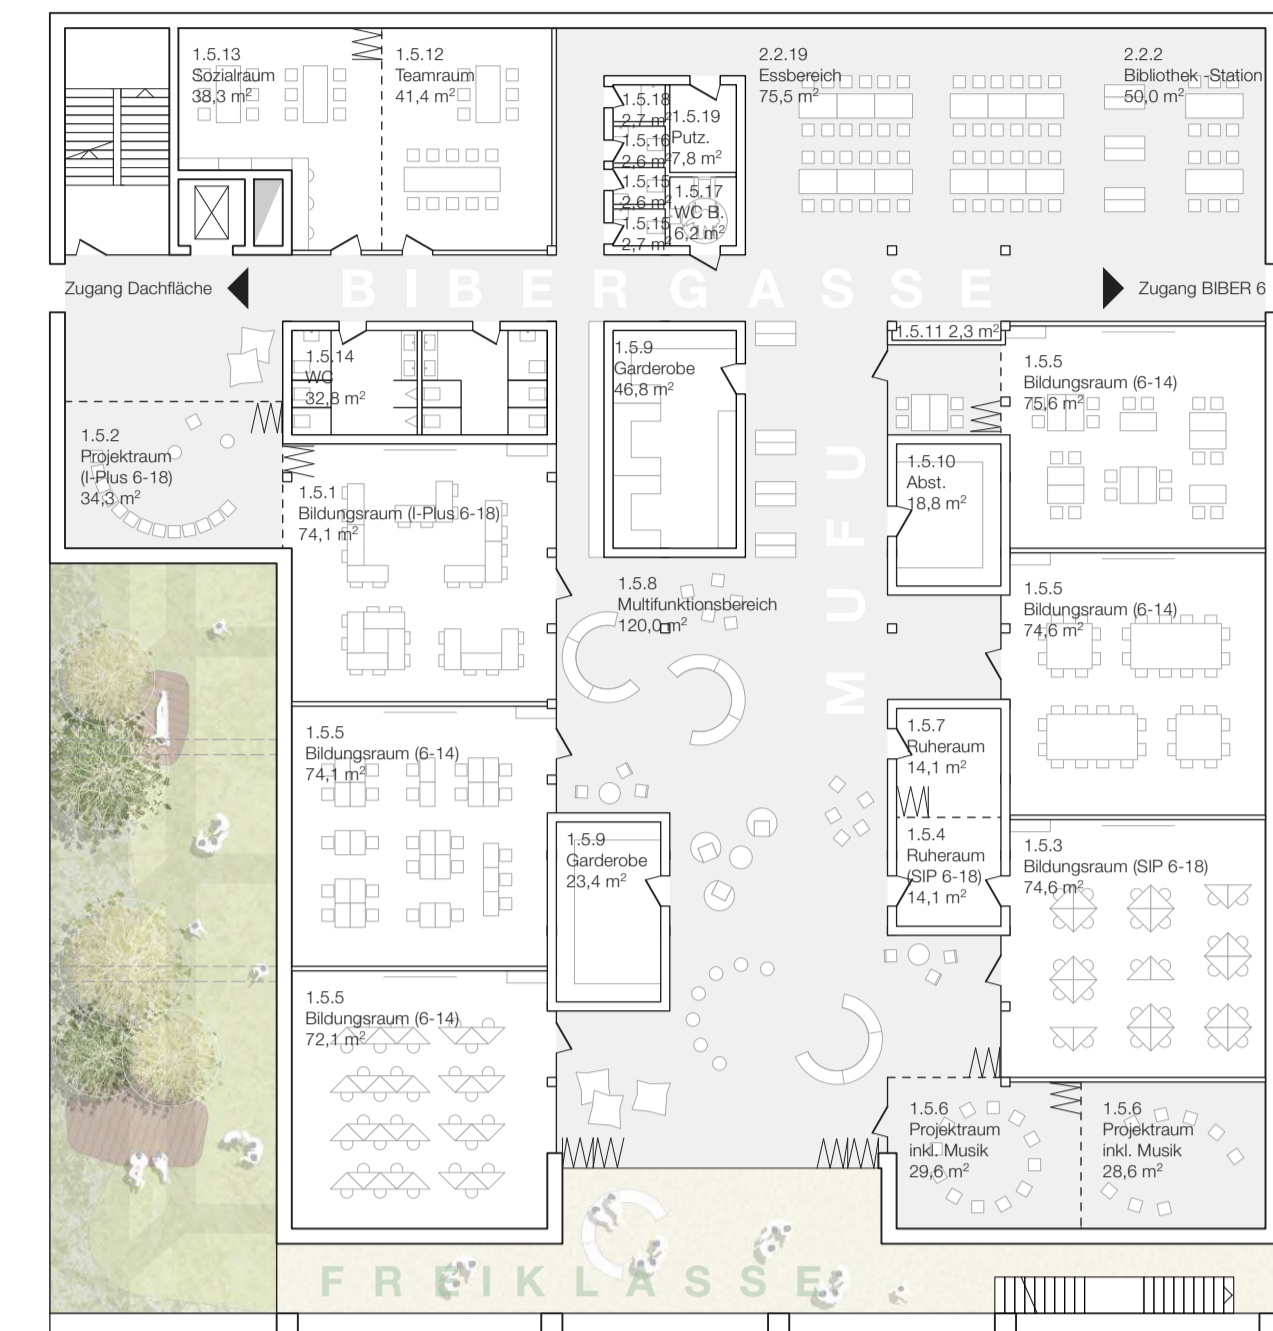 1.5.13
Sozialraum
38,3 m²
1.5.12
Teamraum
41,4 m²
1.5.18
2,7 m²
1.5.16
2,6 m²
1.5.15
2,6 m²
1.5.15
2,7 m²
1.5.19
Putz.
7,8 m²
1.5.17
WC B.
6,2 m²
2.2.19
Essbereich
75,5 m²
2.2.2
Bibliothek -Station
50,0 m²
Zugang Dachfläche
BIBERGASSE
Zugang BIBER 6
1.5.14
WC
32,8 m²
1.5.9
Garderobe
46,8 m²
1.5.11 2,3 m²
1.5.5
Bildungsraum (6-14)
75,6 m²
1.5.2
Projektraum
(I-Plus 6-18)
34,3 m²
1.5.1
Bildungsraum (I-Plus 6-18)
74,1 m²
MUFU
1.5.10
Abst.
18,8 m²
1.5.8
Multifunktionsbereich
120,0 m²
1.5.5
Bildungsraum (6-14)
74,6 m²
1.5.5
Bildungsraum (6-14)
74,1 m²
1.5.7
Ruheraum
14,1 m²
1.5.9
Garderobe
23,4 m²
1.5.4
Ruheraum
(SIP 6-18)
14,1 m²
1.5.3
Bildungsraum (SIP 6-18)
74,6 m²
1.5.5
Bildungsraum (6-14)
72,1 m²
1.5.6
Projektraum
inkl. Musik
29,6 m²
1.5.6
Projektraum
inkl. Musik
28,6 m²
FREIKLASSE